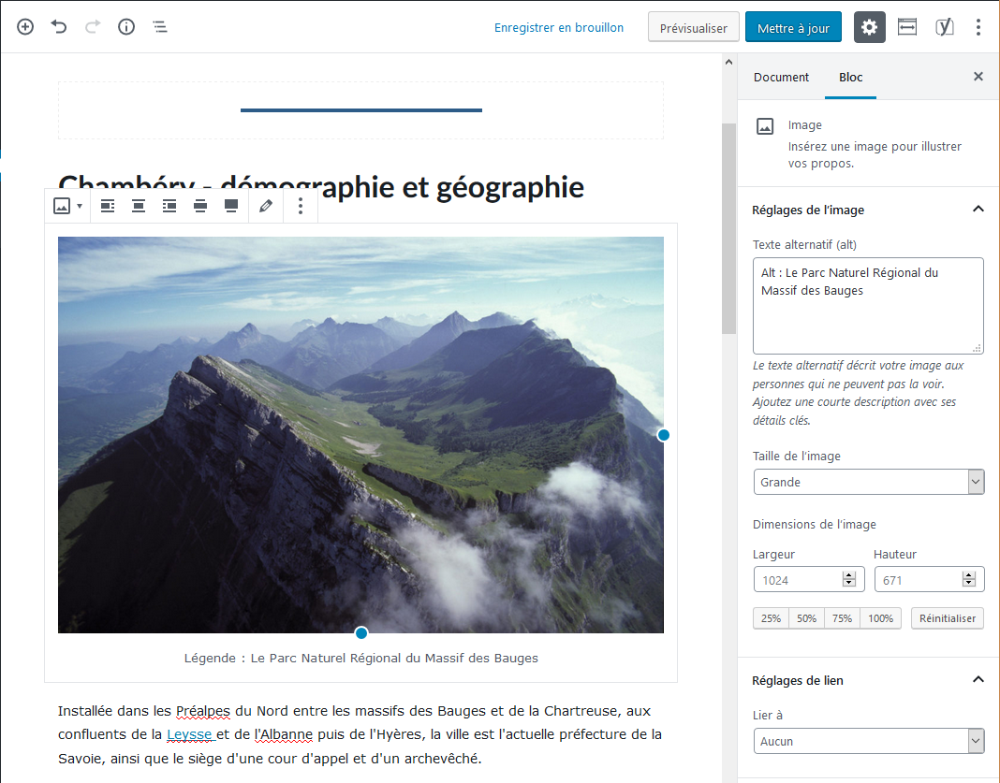 Enregistrer en brouillon
Prévisualiser
Mettre à jour
Document
Bloc
Image
Insérez une image pour illustrer
vos propos.
Chambéry - démographie et géographie
Réglages de l'image
Texte alternatif (alt)
Alt : Le Parc Naturel Régional du
Massif des Bauges
Le texte alternatif décrit votre image aux
personnes qui ne peuvent pas la voir.
Ajoutez une courte description avec ses
détails clés.
Taille de l'image
Grande
Dimensions de l'image
Largeur
Hauteur
1024
671
25%
50%
75%
100%
Réinitialiser
Légende : Le Parc Naturel Régional du Massif des Bauges
Réglages de lien
Lier à
Aucun
Installée dans les Préalpes du Nord entre les massifs des Bauges et de la Chartreuse, aux
confluents de la Leysse et de l'Albanne puis de l'Hyères, la ville est l'actuelle préfecture de la
Savoie, ainsi que le siège d'une cour d'appel et d'un archevêché.